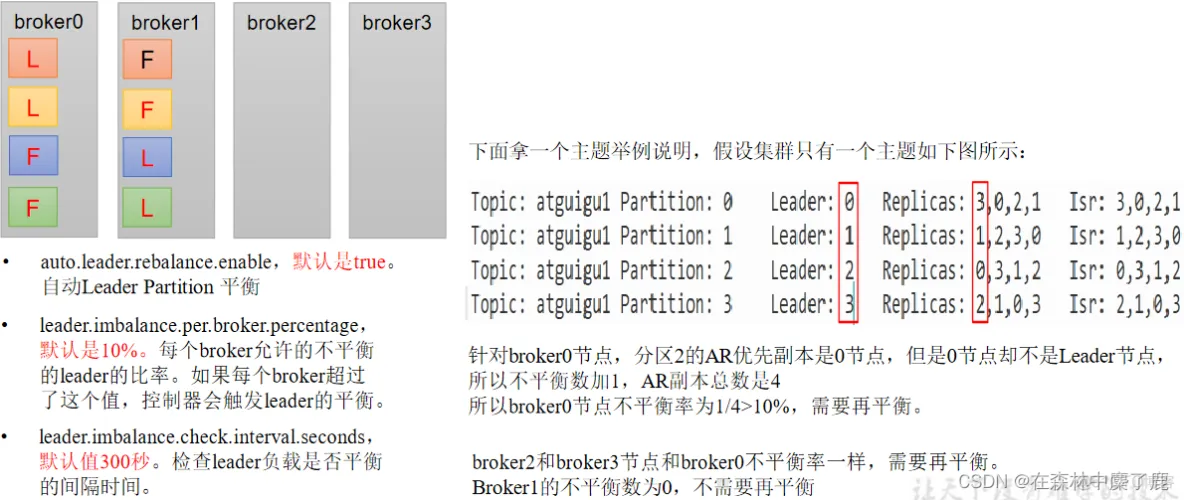 broker0 broker1 broker2 broker3
L F
L F
F L
F L
• auto.leader.rebalance.enable，默认是true。
自动Leader Partition 平衡
• leader.imbalance.per.broker.percentage，
默认是10%。每个broker允许的不平衡
的leader的比率。如果每个broker超过
了这个值，控制器会触发leader的平衡。
• leader.imbalance.check.interval.seconds，
默认值300秒。检查leader负载是否平衡
的间隔时间。
下面拿一个主题举例说明，假设集群只有一个主题如下图所示：
Topic: atguigu1 Partition: 0 Leader: 0 Replicas: 3,0,2,1 Isr: 3,0,2,1
Topic: atguigu1 Partition: 1 Leader: 1 Replicas: 1,2,3,0 Isr: 1,2,3,0
Topic: atguigu1 Partition: 2 Leader: 2 Replicas: 0,3,1,2 Isr: 0,3,1,2
Topic: atguigu1 Partition: 3 Leader: 3 Replicas: 2,1,0,3 Isr: 2,1,0,3
针对broker0节点，分区2的AR优先副本是0节点，但是0节点却不是Leader节点，
所以不平衡数加1，AR副本总数是4
所以broker0节点不平衡率为1/4>10%，需要再平衡。
broker2和broker3节点和broker0不平衡率一样，需要再平衡。
Broker1的不平衡数为0，不需要再平衡
CSDN @在森林中麋了鹿